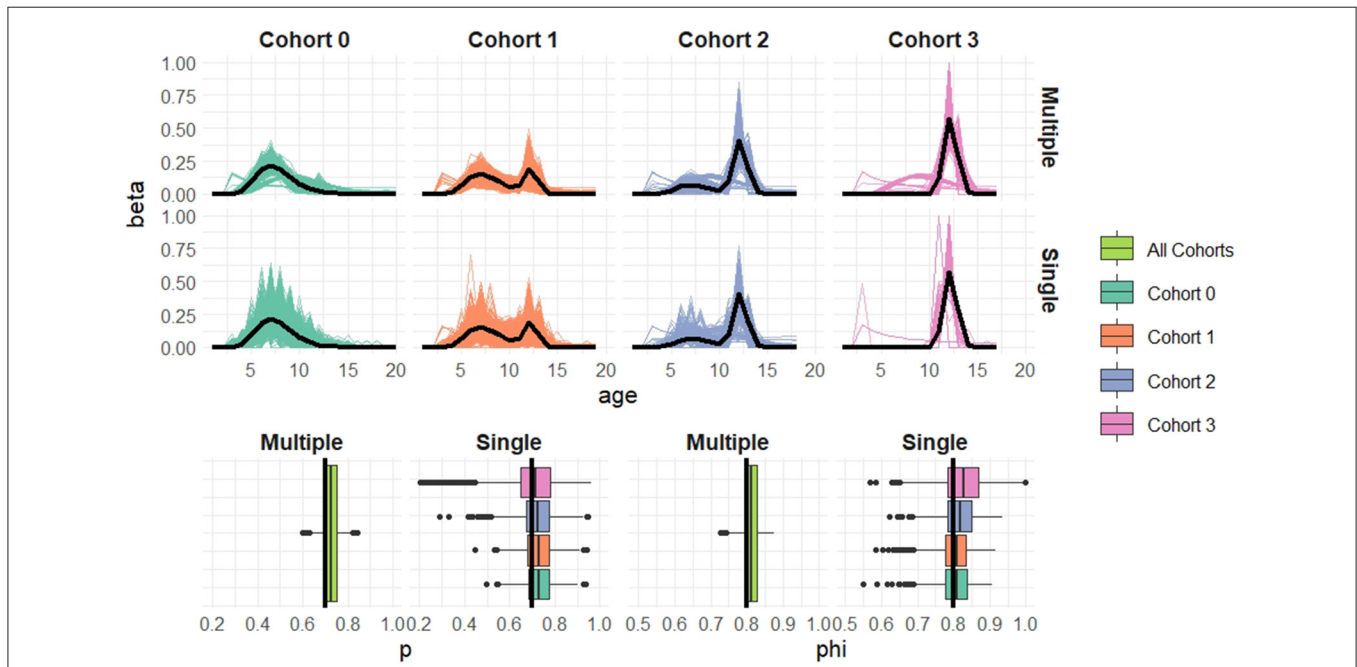 Cohort 0 Cohort 1 Cohort 2 Cohort 3
1.00
0.75
0.50
0.25
0.00
Multiple
beta
1.00
0.75
0.50
0.25
0.00
Single
5 10 15 20 5 10 15 20 5 10 15 20 5 10 15 20
age
All Cohorts
Cohort 0
Cohort 1
Cohort 2
Cohort 3
Multiple Single Multiple Single
0.2 0.4 0.6 0.8 1.0 0.2 0.4 0.6 0.8 1.0 0.5 0.6 0.7 0.8 0.9 1.0 0.5 0.6 0.7 0.8 0.9 1.0
p phi